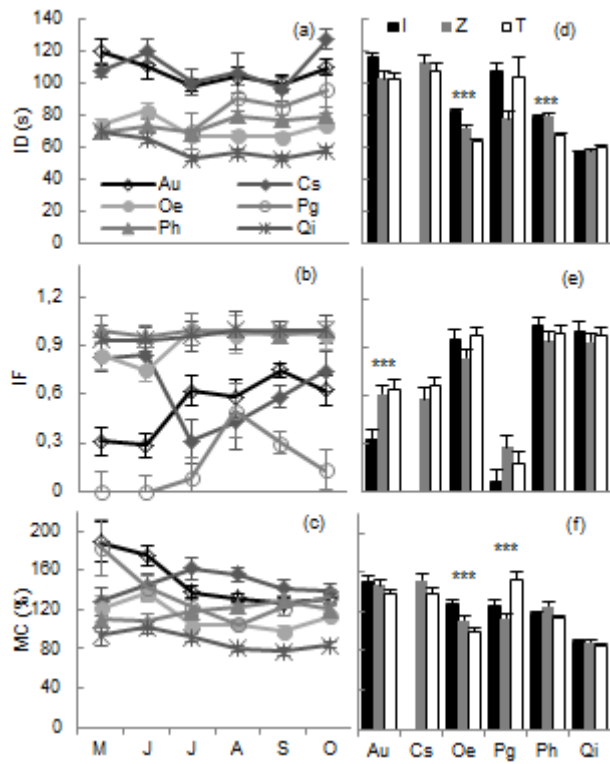 140
120
100
80
60
40
20
0
ID (s)
(a)
Au
Cs
Oe
Pg
Ph
Qi
(d)
I Z T
***
***
1,2
0,9
0,6
0,3
0
IF
(b)
(e)
***
200
160
120
80
40
0
MC (%)
(c)
M J J A S O
(f)
***
***
Au Cs Oe Pg Ph Qi